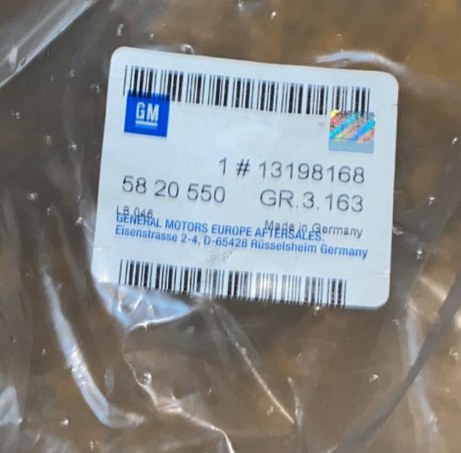 GM
1 # 13198168
58 20 550 GR.3.163
LB 046 Made in Germany
GENERAL MOTORS EUROPE AFTERSALES.
Eisenstrasse 2-4, D-65428 Rüsselsheim Germany